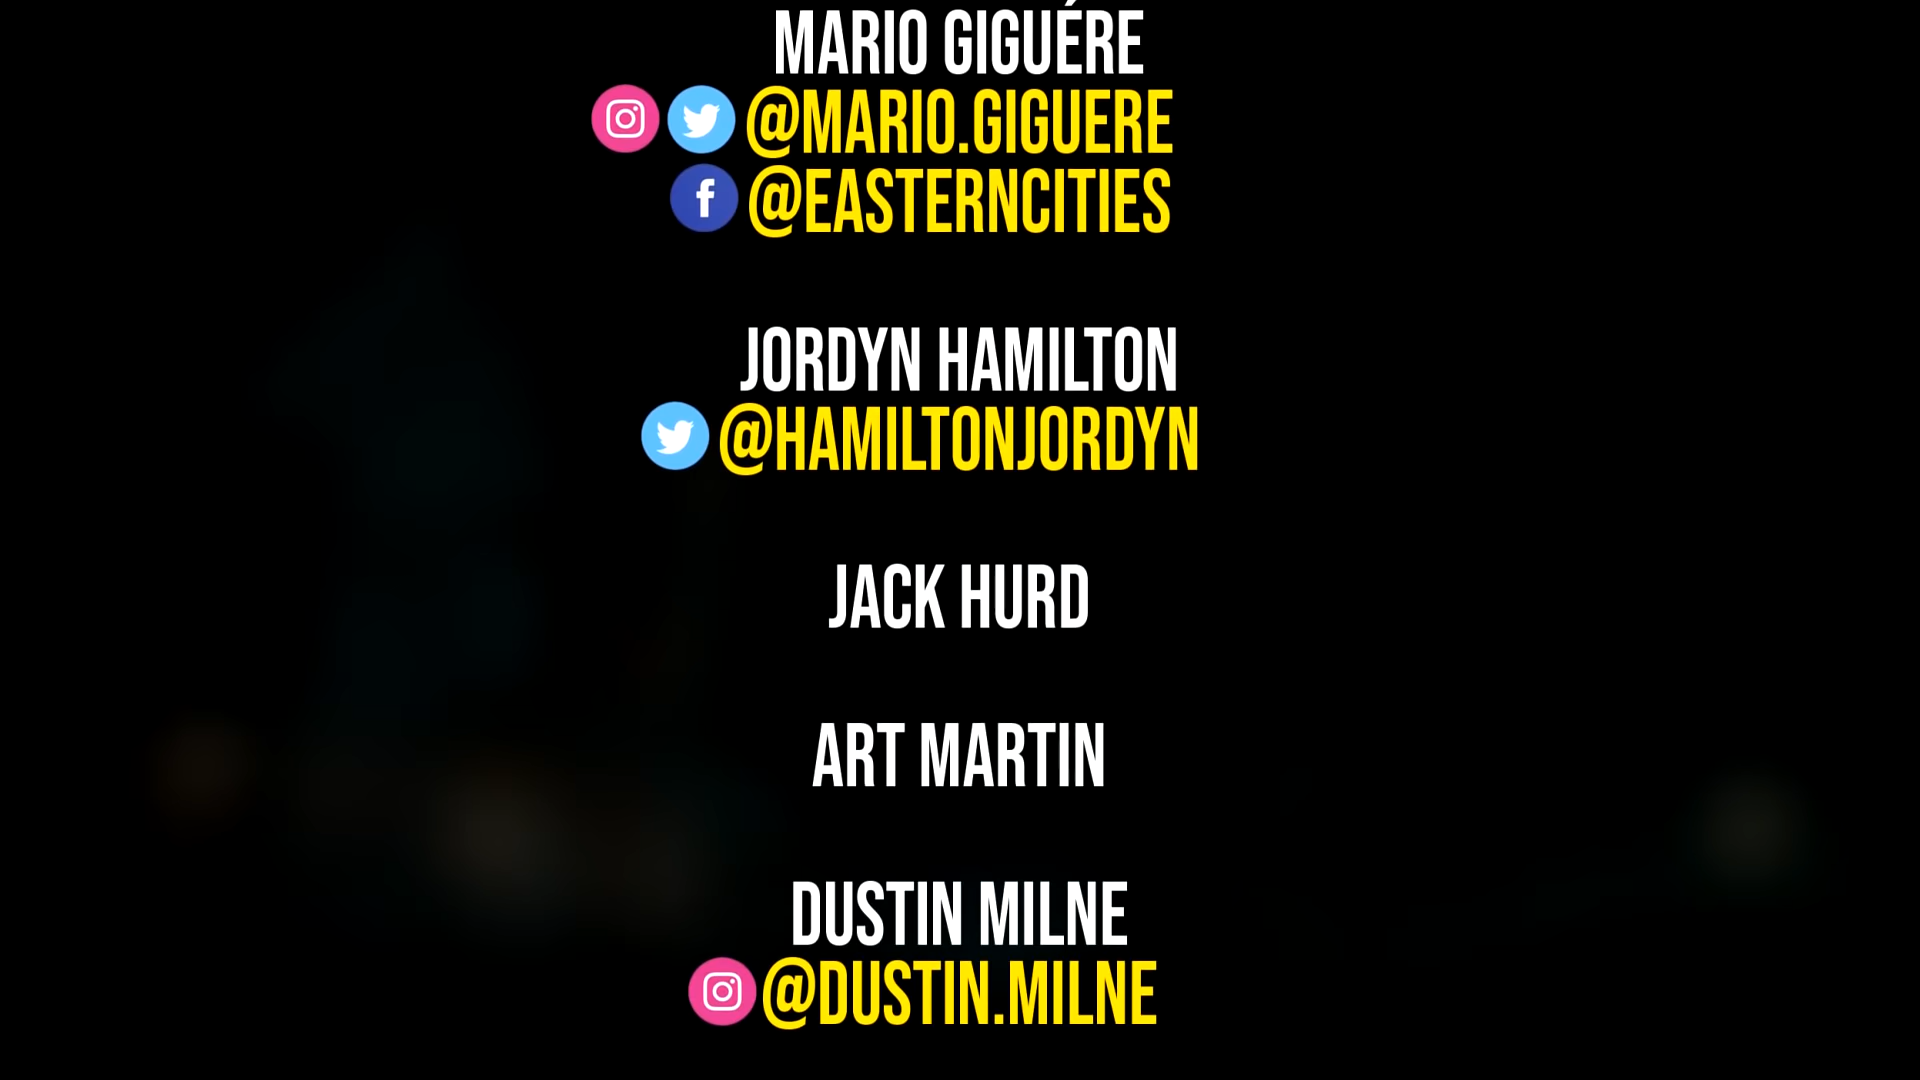 MARIO GIGUÉRE
@MARIO.GIGUERE
@EASTERNCITIES
JORDYN HAMILTON
@HAMILTONJORDYN
JACK HURD
ART MARTIN
DUSTIN MILNE
@DUSTIN.MILNE